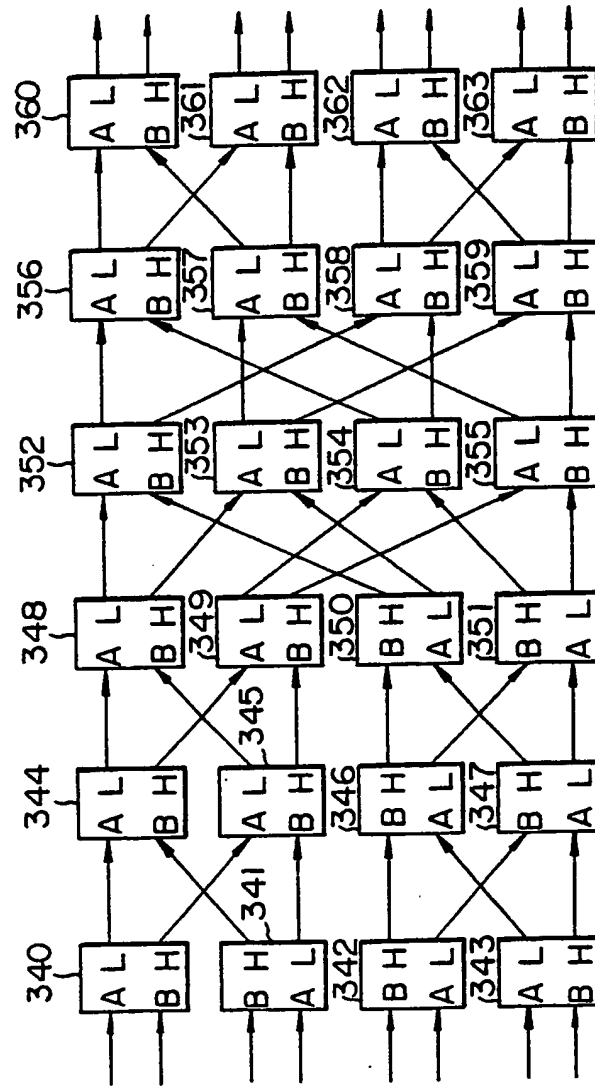 340 344 348 352 356 360
A L A L A L A L A L A L
B H B H B H B H B H B H
341 345 349 353 357 361
B H A L A L A L A L A L
A L B H B H B H B H B H
342 346 350 354 358 362
B H B H B H A L A L A L
A L A L A L B H B H B H
343 347 351 355 359 363
A L B H B H A L A L A L
B H A L A L B H B H B H